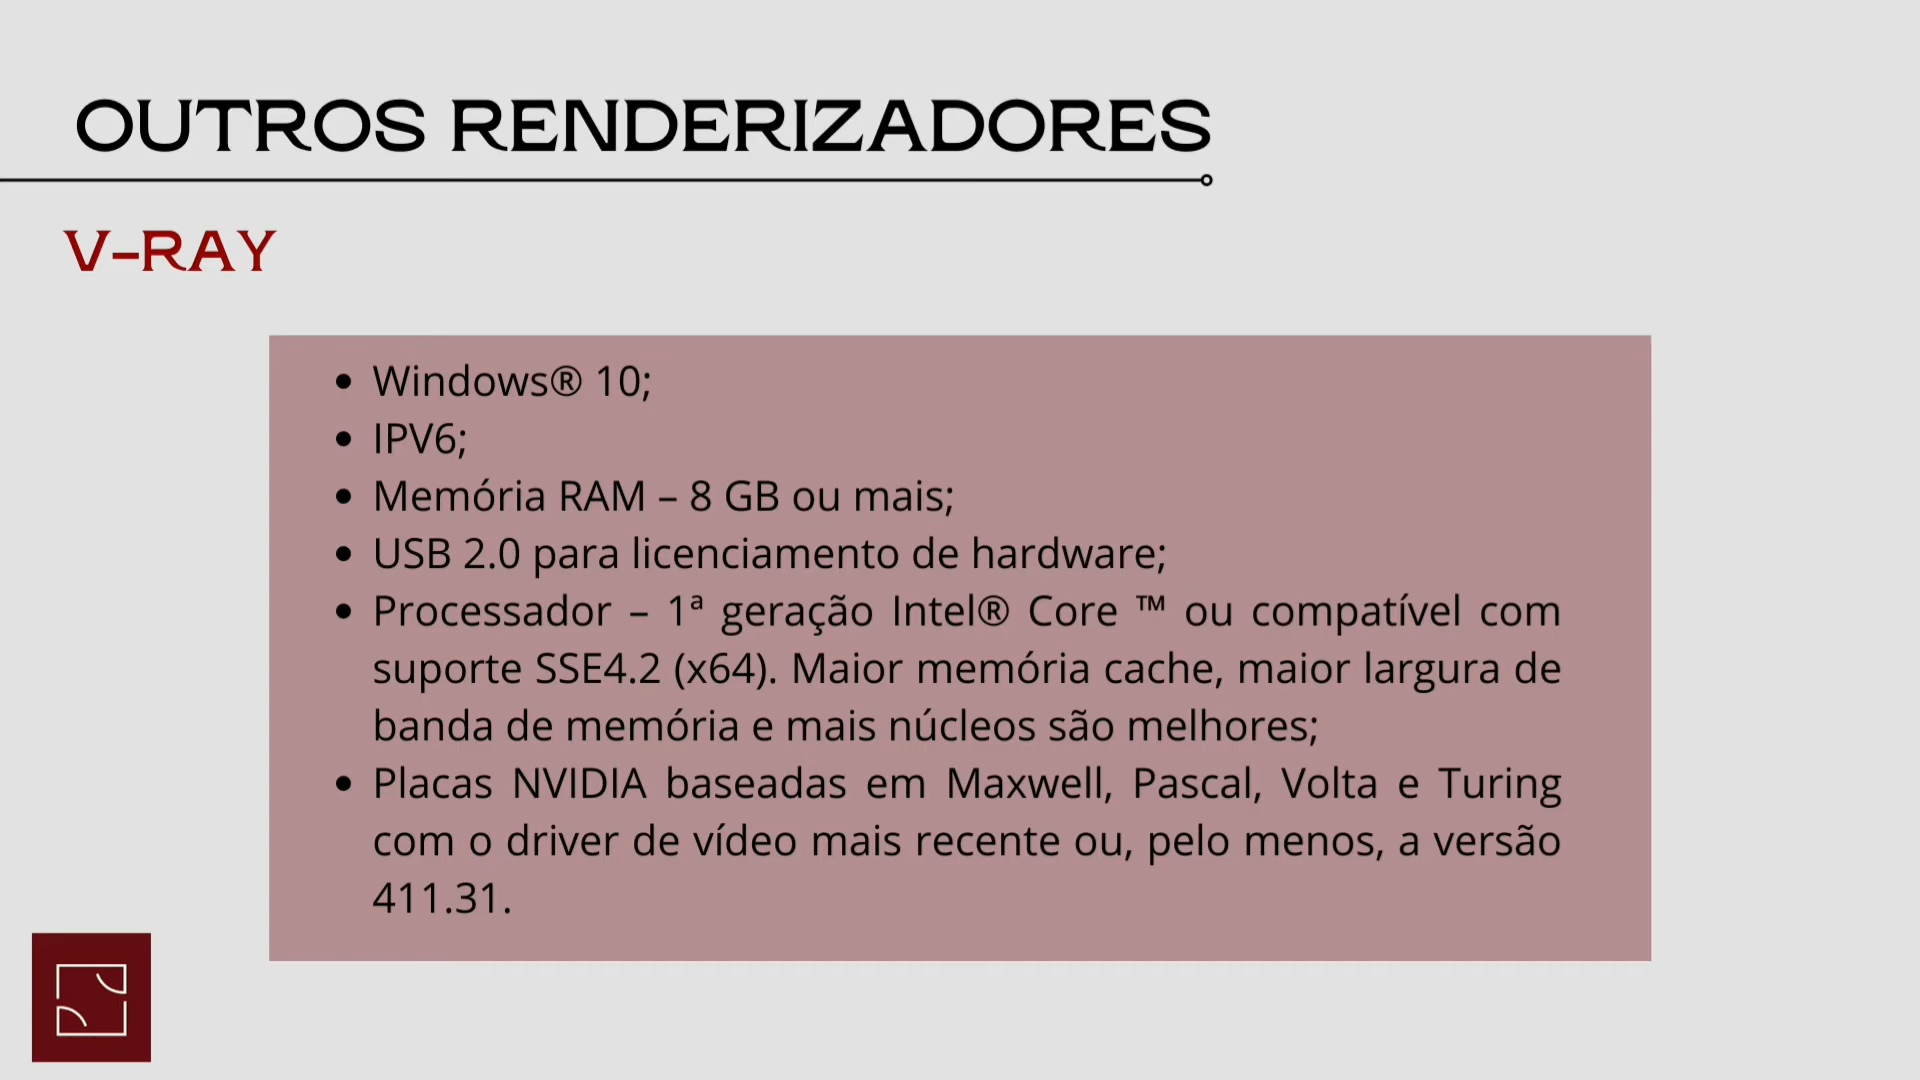 OUTROS RENDERIZADORES
V-RAY
• Windows® 10;
• IPV6;
• Memória RAM – 8 GB ou mais;
• USB 2.0 para licenciamento de hardware;
• Processador – 1ª geração Intel® Core ™ ou compatível com
suporte SSE4.2 (x64). Maior memória cache, maior largura de
banda de memória e mais núcleos são melhores;
• Placas NVIDIA baseadas em Maxwell, Pascal, Volta e Turing
com o driver de vídeo mais recente ou, pelo menos, a versão
411.31.